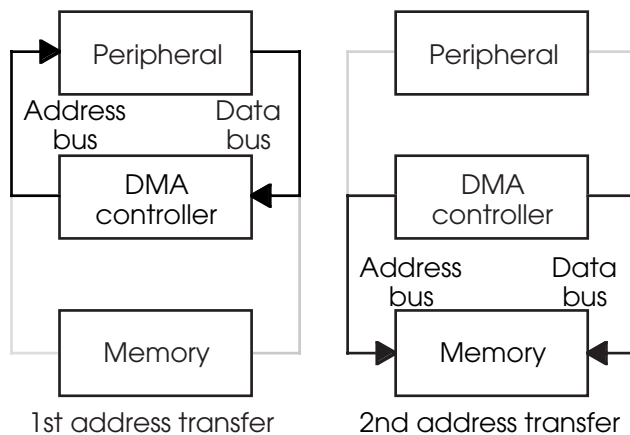 Peripheral
Address
bus
Data
bus
DMA
controller
Memory
1st address transfer
Peripheral
DMA
controller
Address
bus
Data
bus
Memory
2nd address transfer